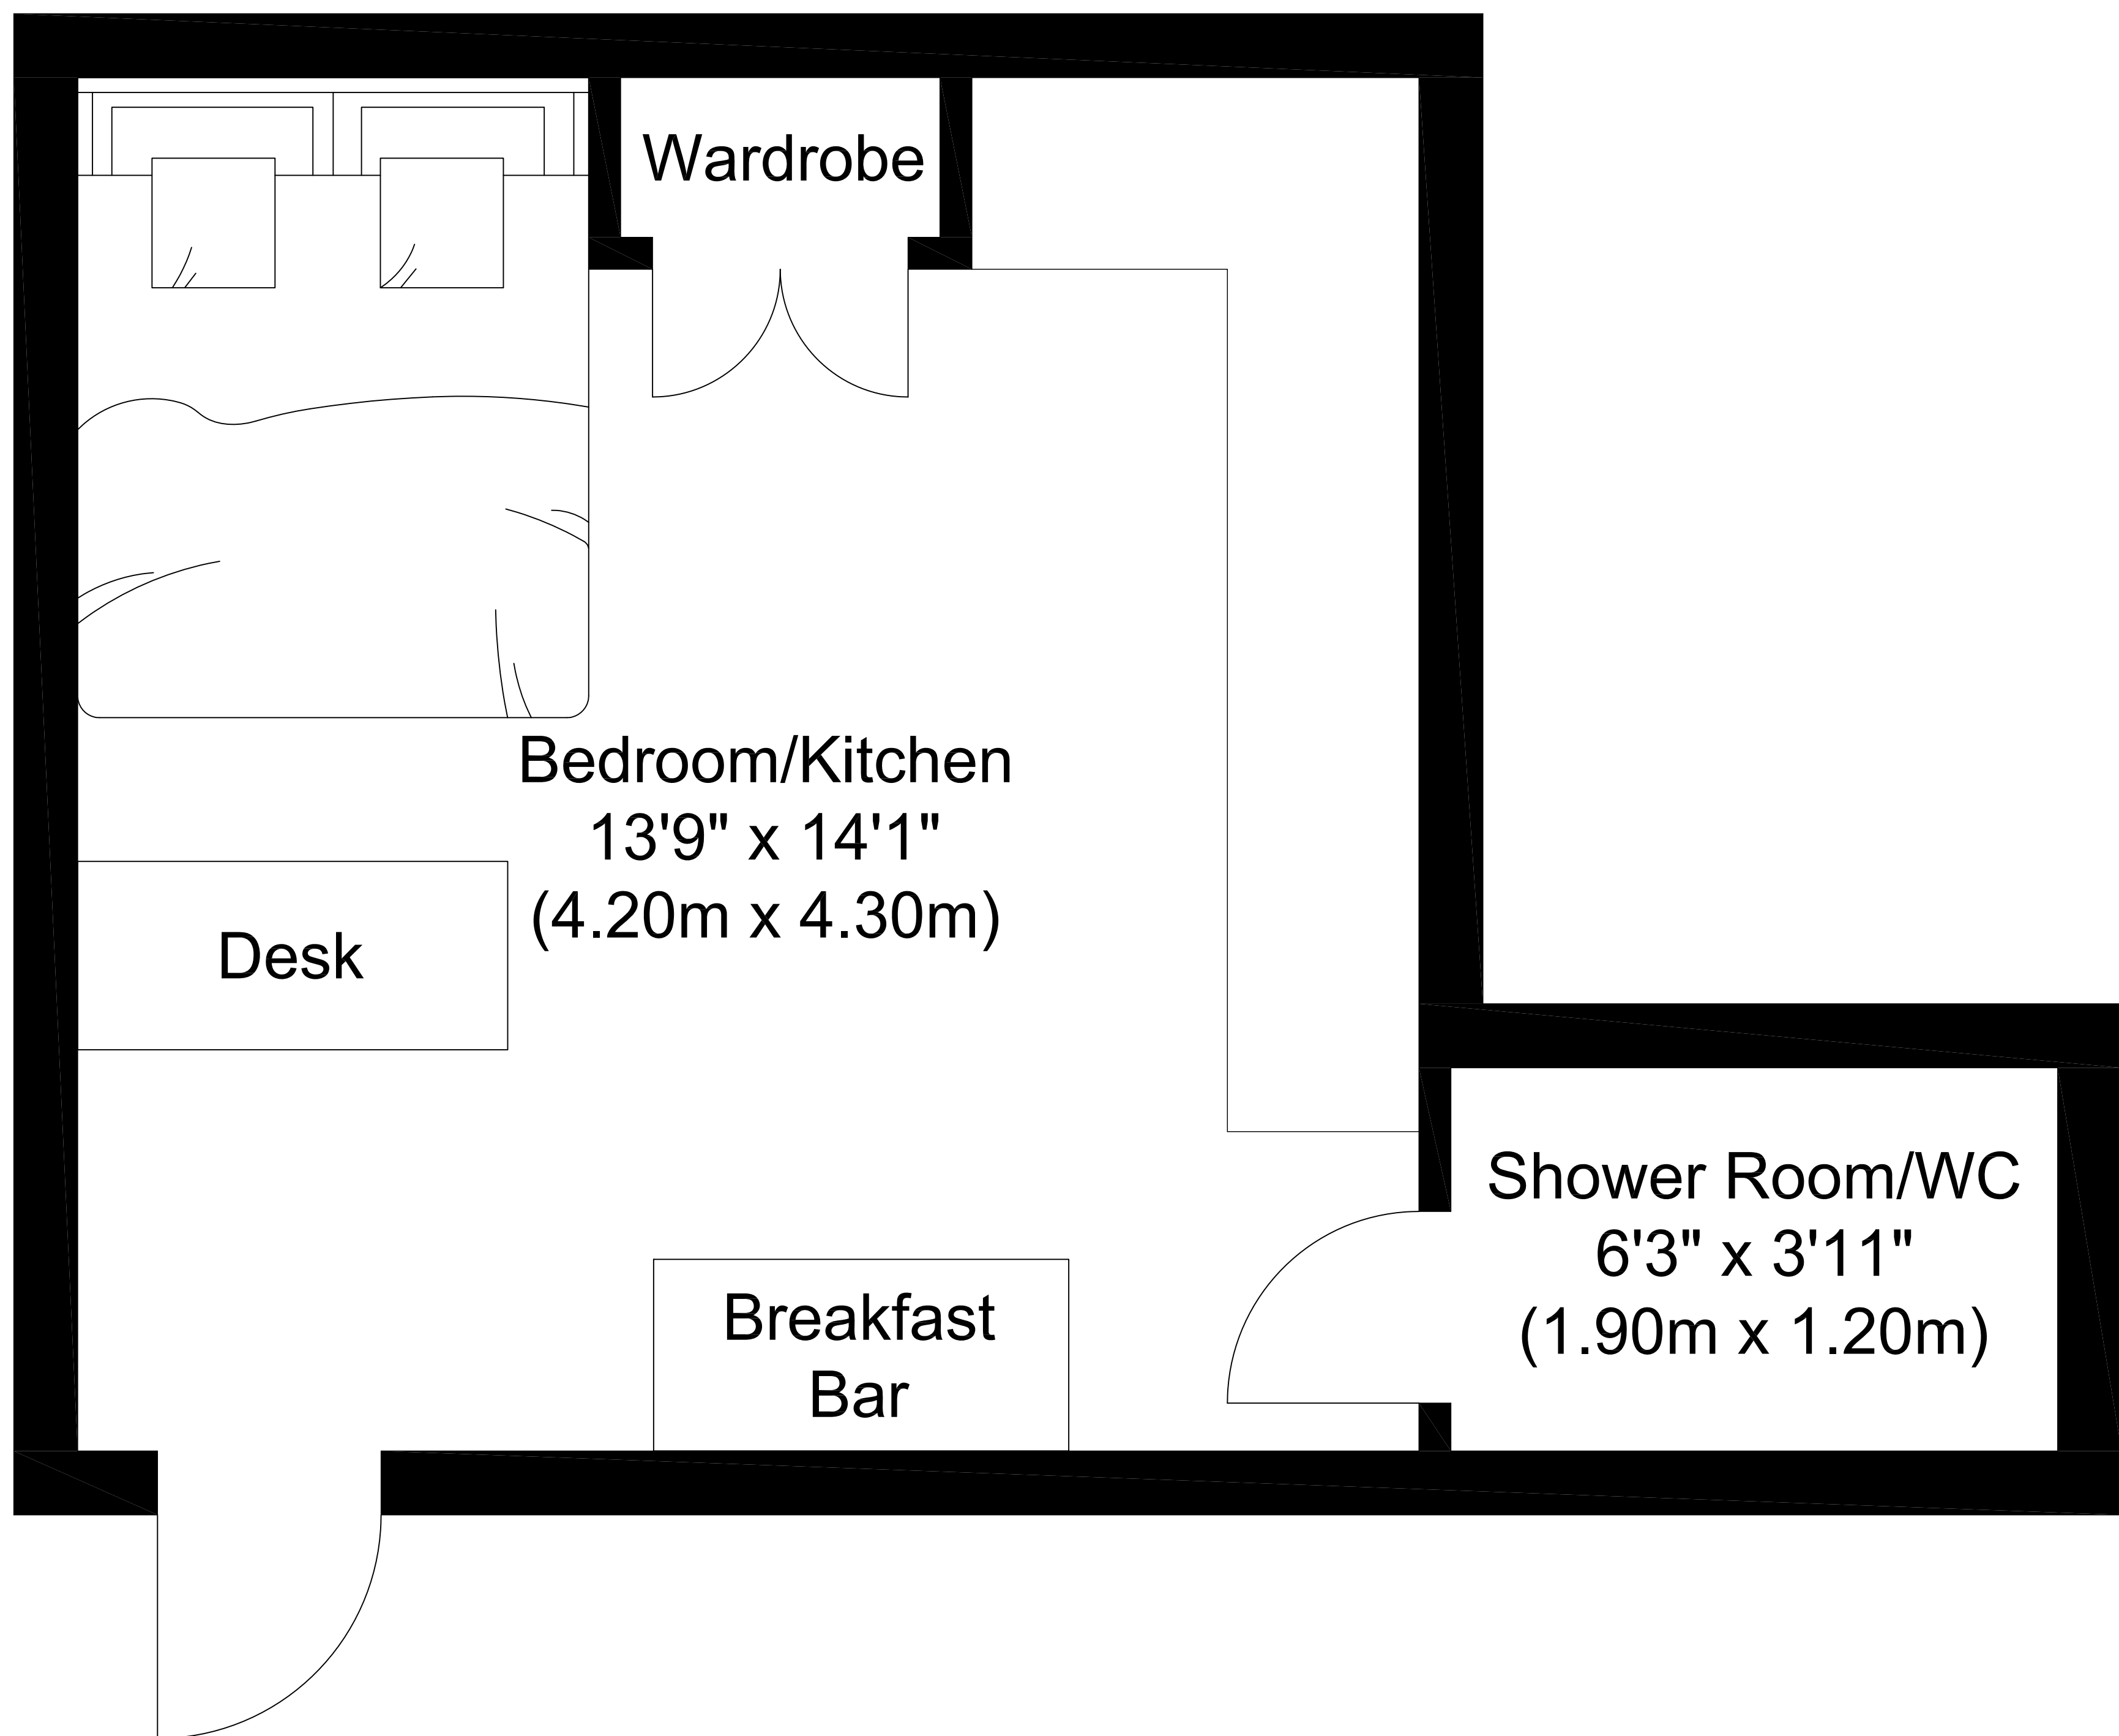 Wardrobe
Bedroom/Kitchen
13'9" x 14'1"
(4.20m x 4.30m)
Desk
Shower Room/WC
6'3" x 3'11"
(1.90m x 1.20m)
Breakfast
Bar